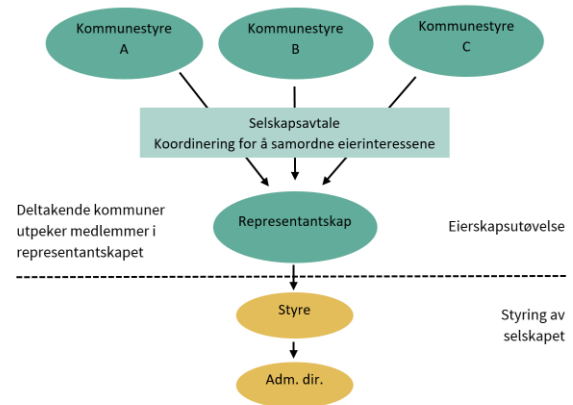 Kommunestyre
A
Kommunestyre
B
Kommunestyre
C
Selskapsavtale
Koordinering for å samordne eierinteressene
Deltakende kommuner
utpeker medlemmer i
representantskapet
Representantskap
Eierskapsutøvelse
Styre
Styring av
selskapet
Adm. dir.